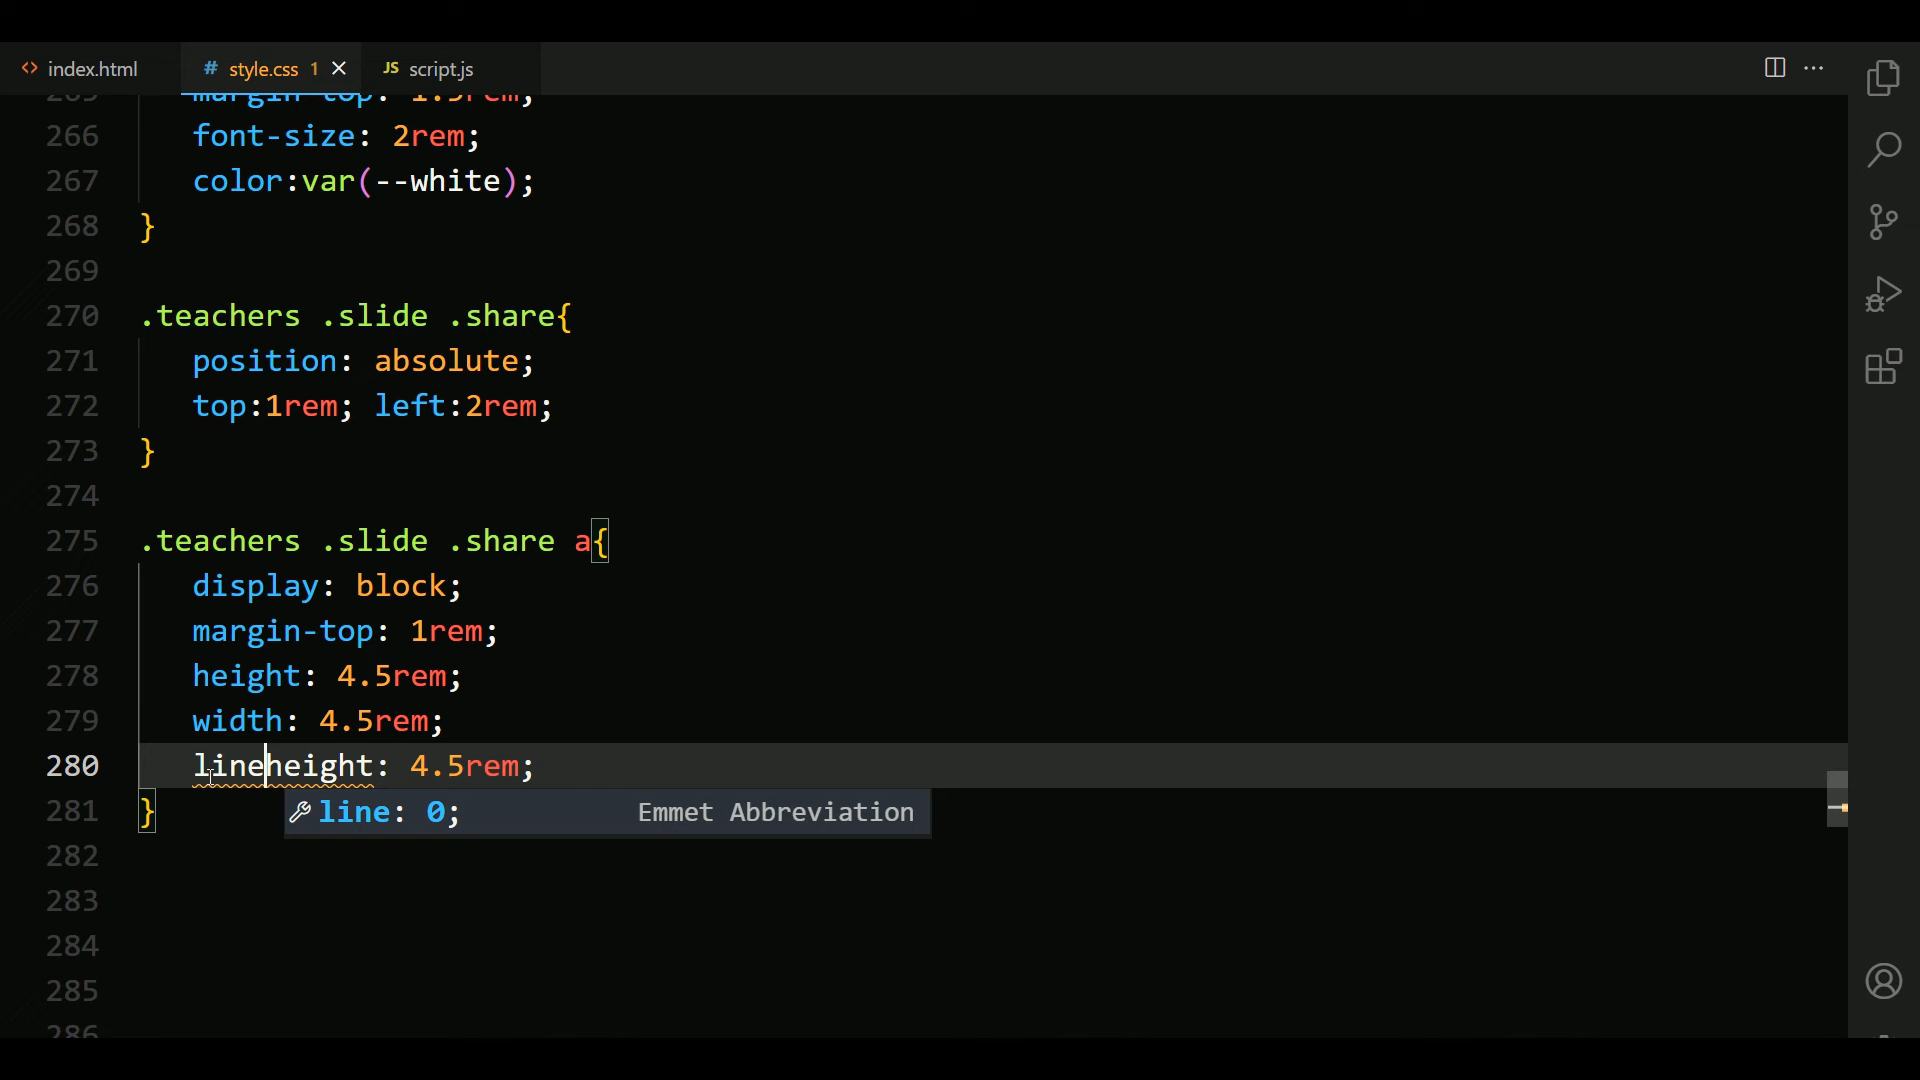 index.html
# style.css 1
JS script.js
266 font-size: 2rem;
267 color:var(--white);
268 }
269
270 .teachers .slide .share{
271 position: absolute;
272 top:1rem; left:2rem;
273 }
274
275 .teachers .slide .share a{
276 display: block;
277 margin-top: 1rem;
278 height: 4.5rem;
279 width: 4.5rem;
280 lineheight: 4.5rem;
281 }
line: 0; Emmet Abbreviation
282
283
284
285
286